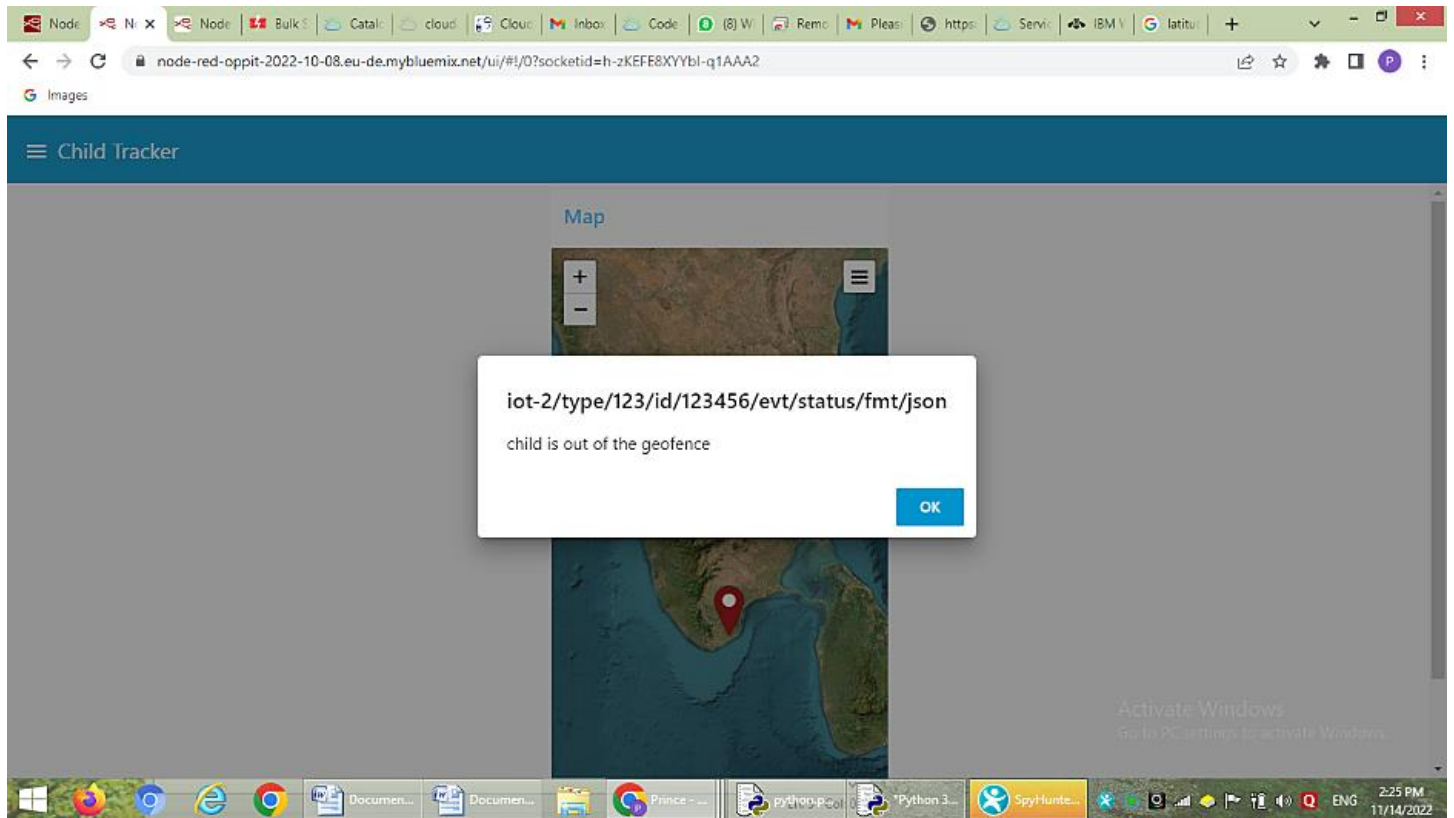 Node
Node
Bulk S
Catalo
cloud
Cloud
Inbox
Code
(8) W
Remo
Pleas
https:
Servic
IBM
latitud
node-red-oppit-2022-10-08.eu-de.mybluemix.net/ui/#!/0?socketid=h-zKEFE8XYYbI-q1AAA2
P
Images
Child Tracker
Map
+
−
iot-2/type/123/id/123456/evt/status/fmt/json
child is out of the geofence
OK
Activate Windows
Go to PC settings to activate Windows.
Documen...
Documen...
Prince - ...
*Python 3...
SpyHunte...
ENG
2:25 PM
11/14/2022